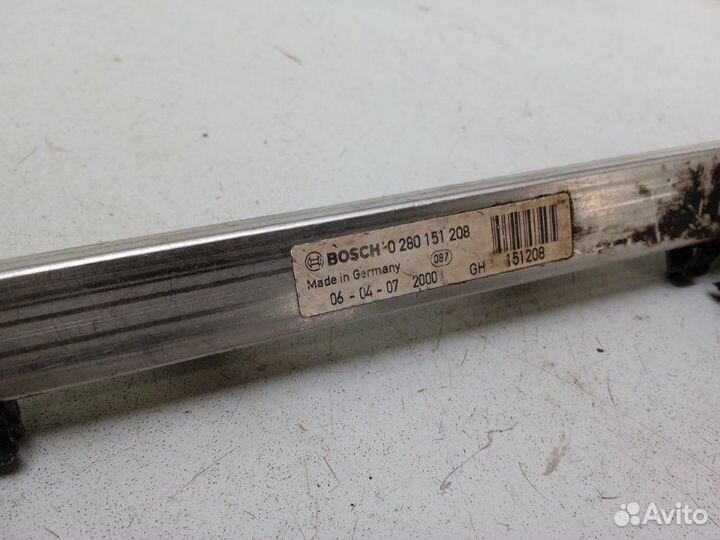 BOSCH 0 280 151 208
Made in Germany 087
06 - 04 - 07 2000 GH 151208
Avito